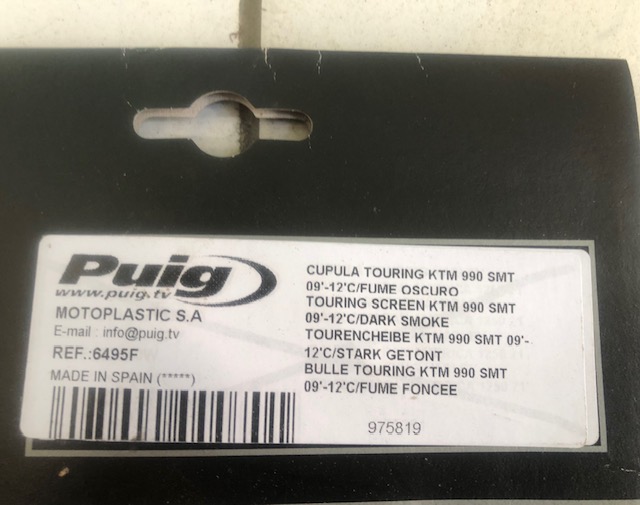 Puig
www.puig.tv
MOTOPLASTIC S.A
E-mail : info@puig.tv
REF.:6495F
MADE IN SPAIN (*****)
CUPULA TOURING KTM 990 SMT
09'-12'C/FUME OSCURO
TOURING SCREEN KTM 990 SMT
09'-12'C/DARK SMOKE
TOURENCHEIBE KTM 990 SMT 09'-
12'C/STARK GETONT
BULLE TOURING KTM 990 SMT
09'-12'C/FUME FONCEE
975819